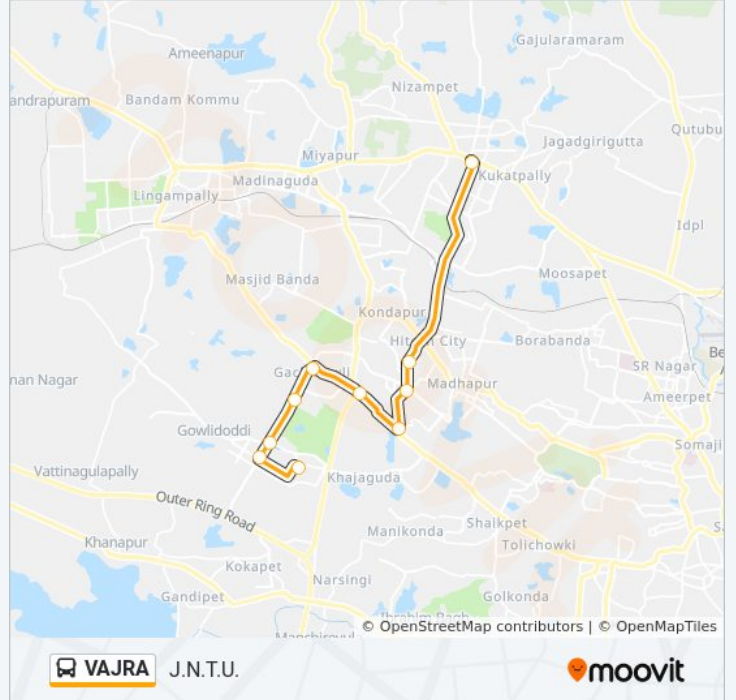 Gajularamaram
Ameenapur
Nizampet
andrapuram
Bandam Kommu
Qutubu
Jagadgirigutta
Miyapur
Madinaguda
Kukatpally
Lingampally
Idpl
Masjid Banda
Moosapet
Kondapur
Borabanda
Be
SR Nagar
nan Nagar
Madhapur
Ameerpet
Gowlidoddi
Somaji
Vattinagulapally
Khajaguda
Outer Ring Road
Shaikpet
Manikonda
Khanapur
Tolichowki
Kokapet
Narsingi
Gandipet
Golkonda
© OpenStreetMap contributors | © OpenMapTiles
VAJRA J.N.T.U.
moovit